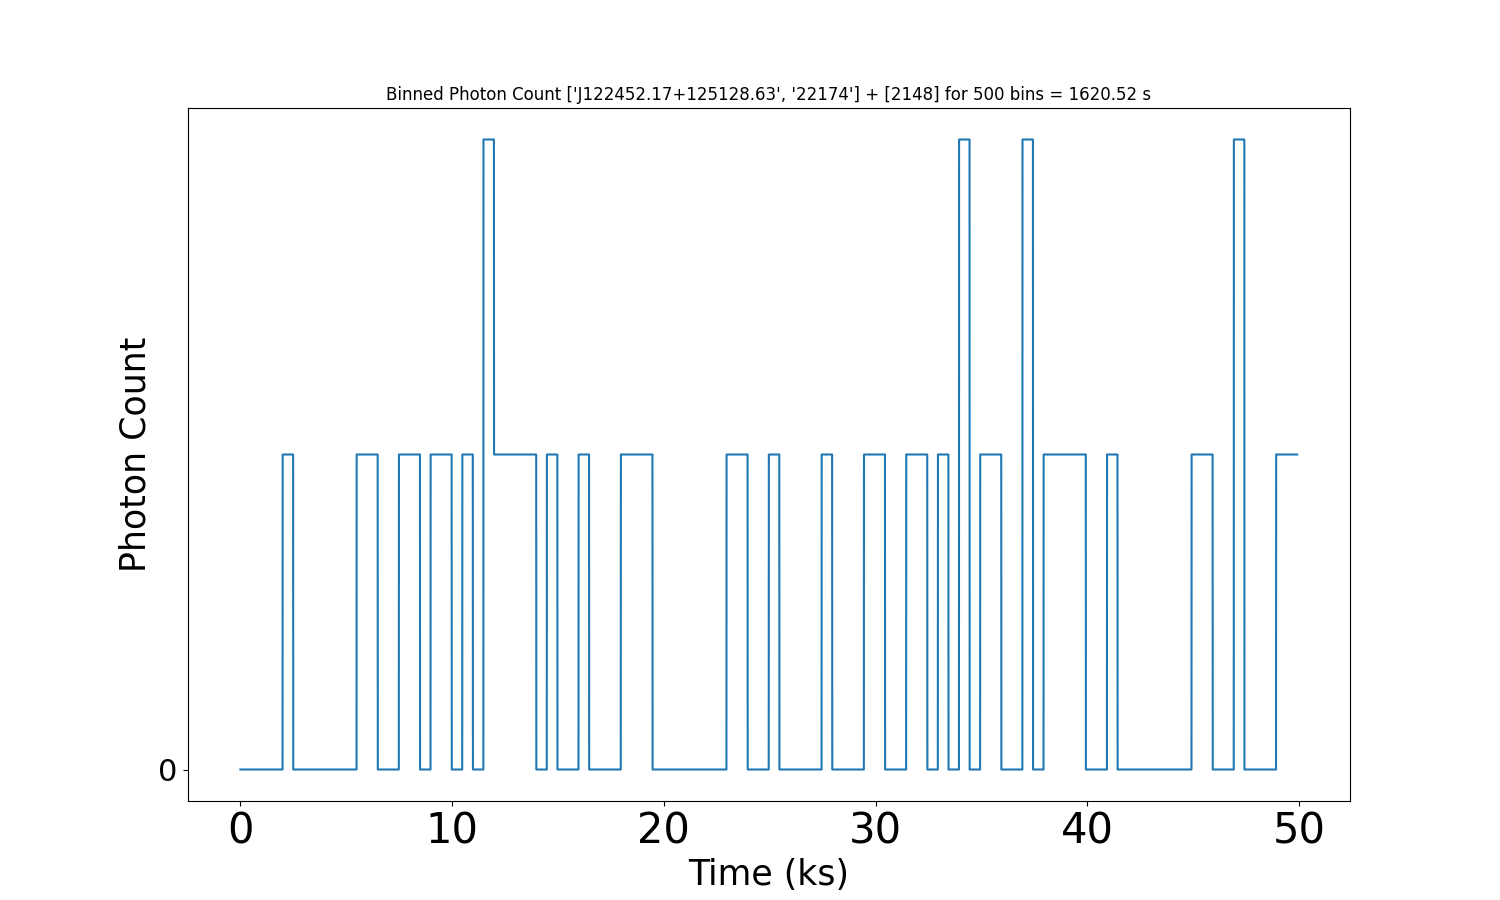 Binned Photon Count ['J122452.17+125128.63', '22174'] + [2148] for 500 bins = 1620.52 s
Photon Count
0
0 10 20 30 40 50
Time (ks)